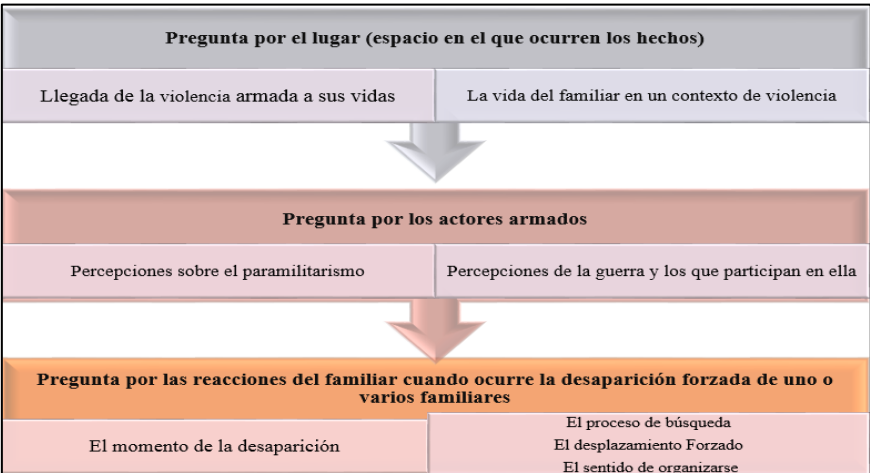 Pregunta por el lugar (espacio en el que ocurren los hechos)
Llegada de la violencia armada a sus vidas
La vida del familiar en un contexto de violencia
Pregunta por los actores armados
Percepciones sobre el paramilitarismo
Percepciones de la guerra y los que participan en ella
Pregunta por las reacciones del familiar cuando ocurre la desaparición forzada de uno o
varios familiares
El momento de la desaparición
El proceso de búsqueda
El desplazamiento Forzado
El sentido de organizarse